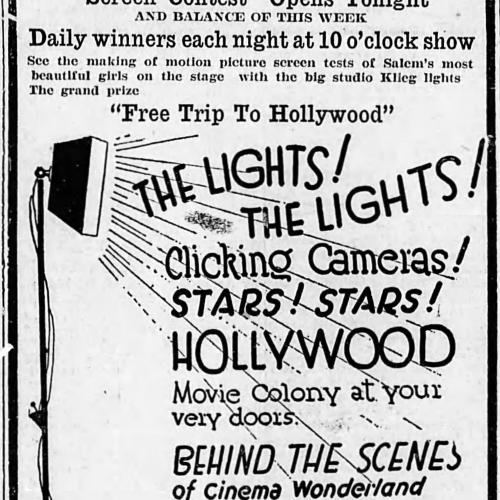 Screen Contest" Opens Tonight
AND BALANCE OF THIS WEEK
Daily winners each night at 10 o'clock show
See the making of motion picture screen tests of Salem's most
beautiful girls on the stage with the big studio Klieg lights
The grand prize
"Free Trip To Hollywood"
THE LIGHTS!
THE LIGHTS!
Clicking Cameras!
STARS! STARS!
HOLLYWOOD
Movie Colony at your
very doors.
BEHIND THE SCENES
of Cinema Wonderland